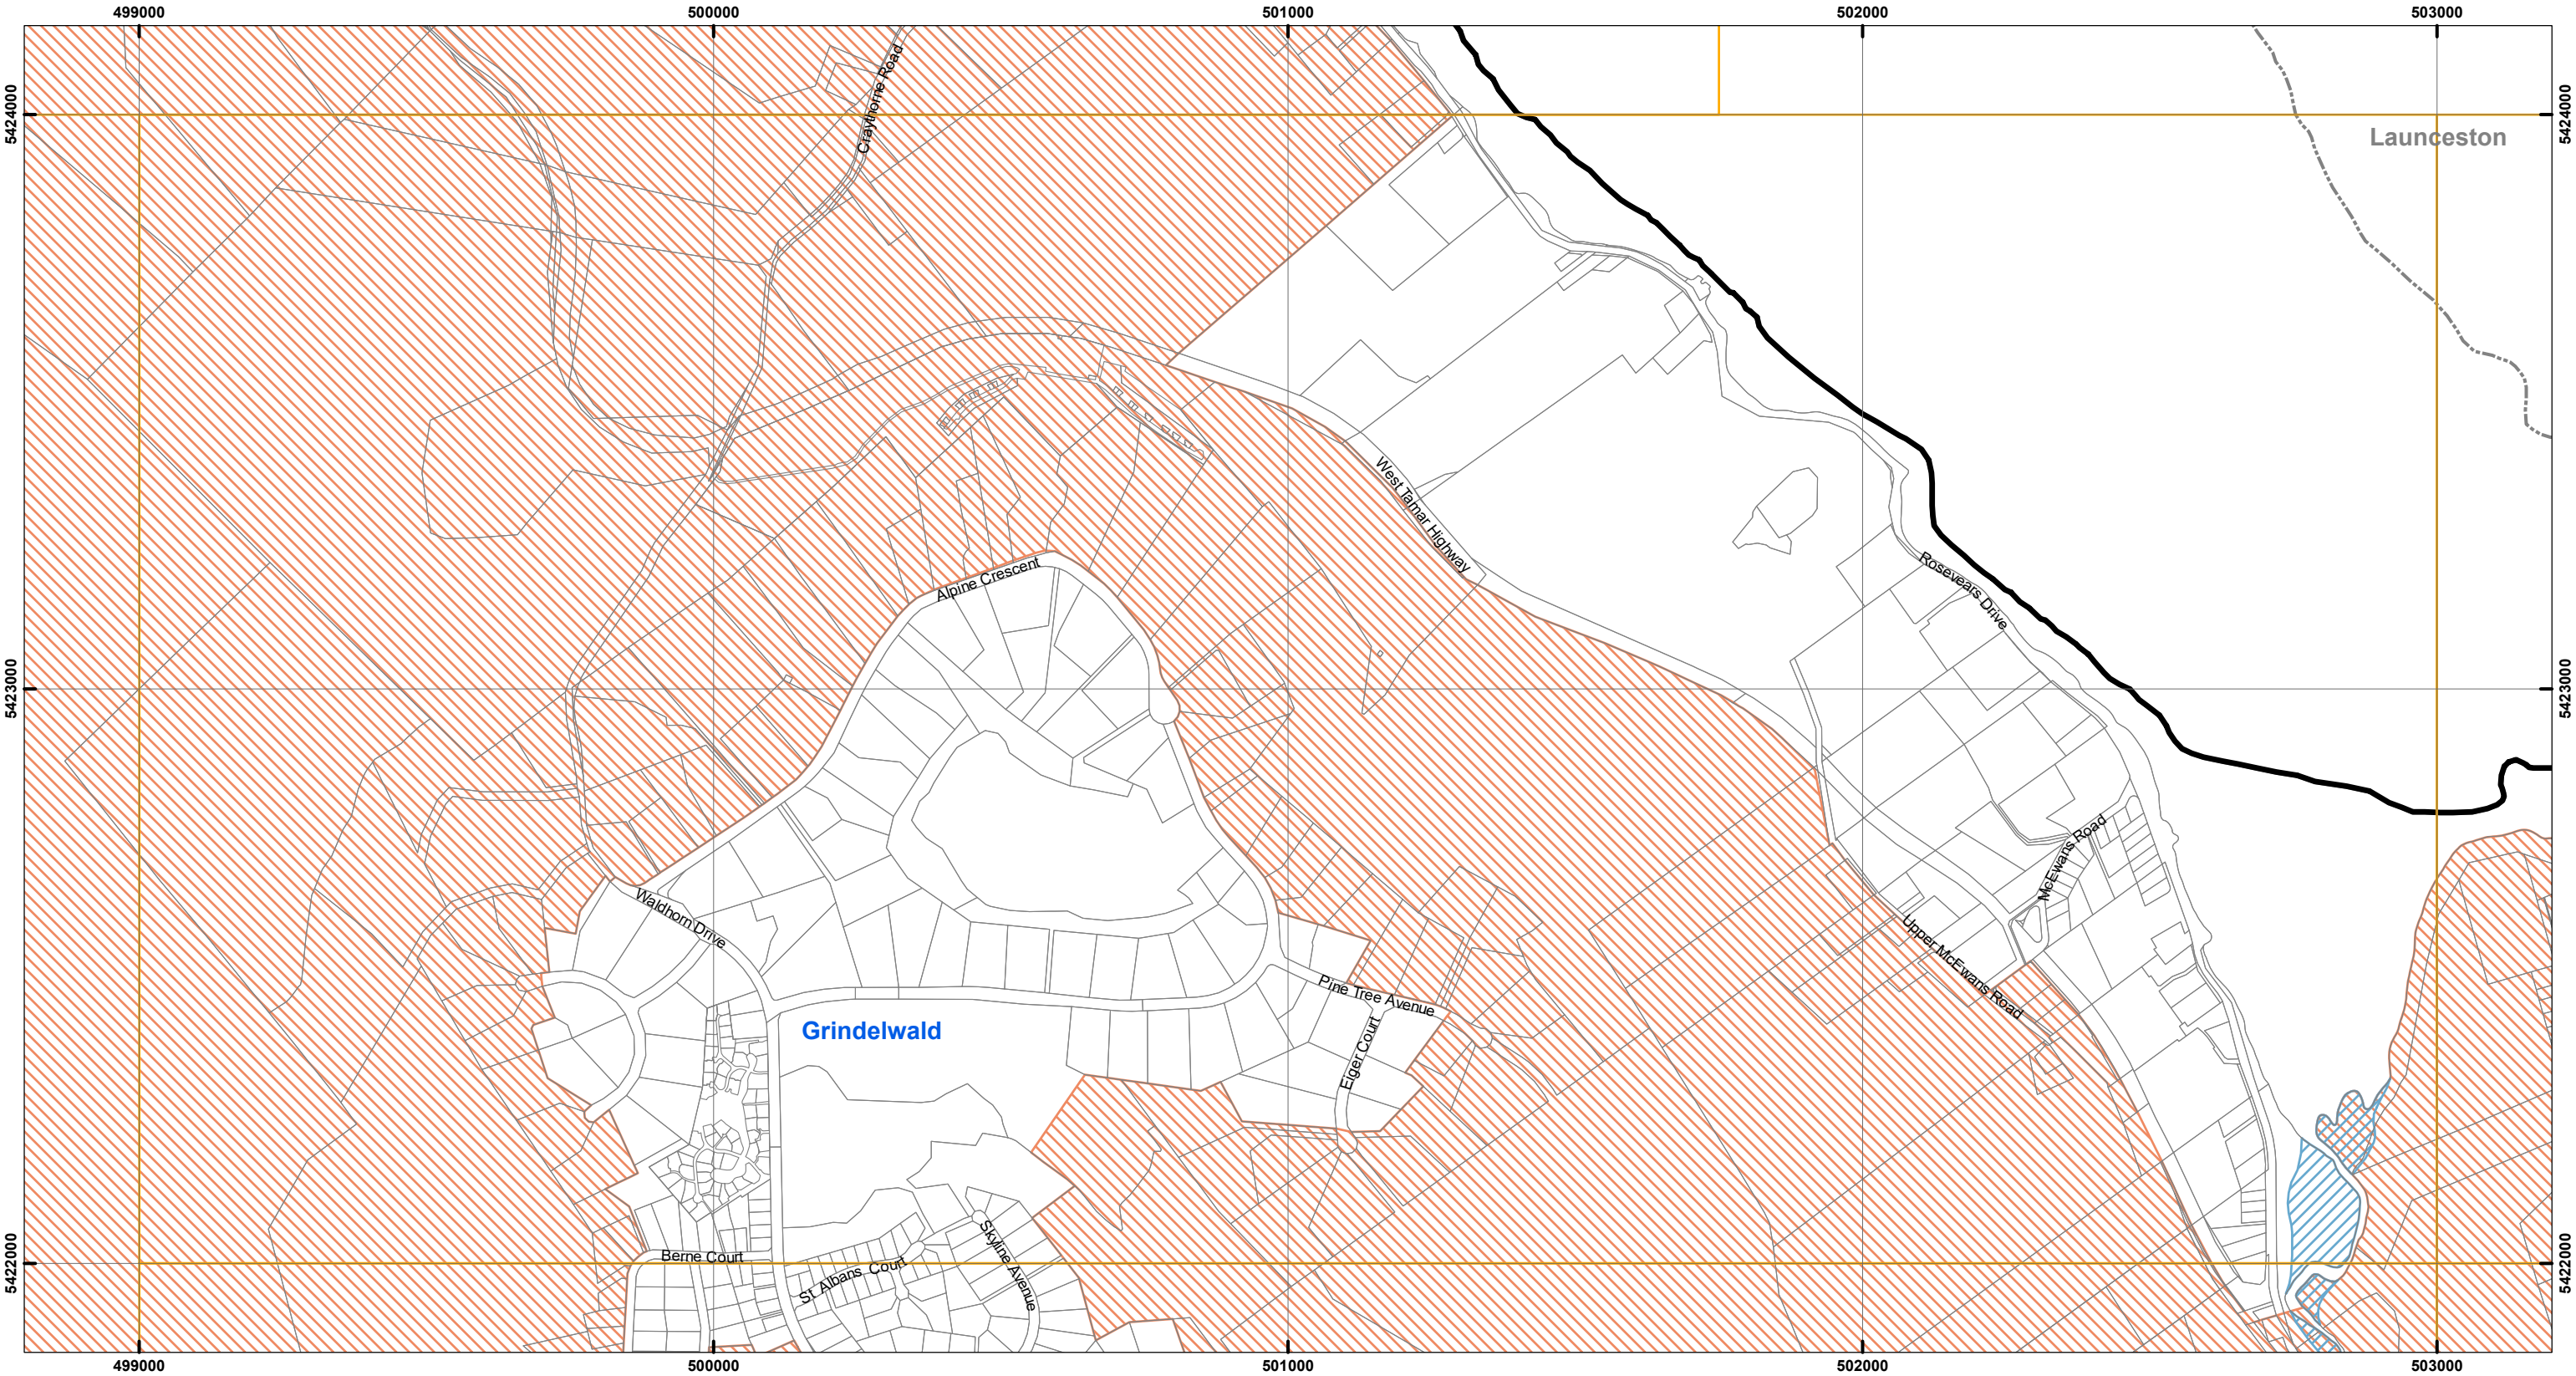 499000 500000 501000 502000 503000
5424000 5424000
Craythorne Road
Launceston
West Tamar Highway
Alpine Crescent
Rosevears Drive
5423000 5423000
McEwans Road
Waldhorn Drive
Upper McEwans Road
Pine Tree Avenue
Grindelwald
Eiger Court
Skyline Avenue
Berne Court
St Albans Court
5422000 5422000
499000 500000 501000 502000 503000